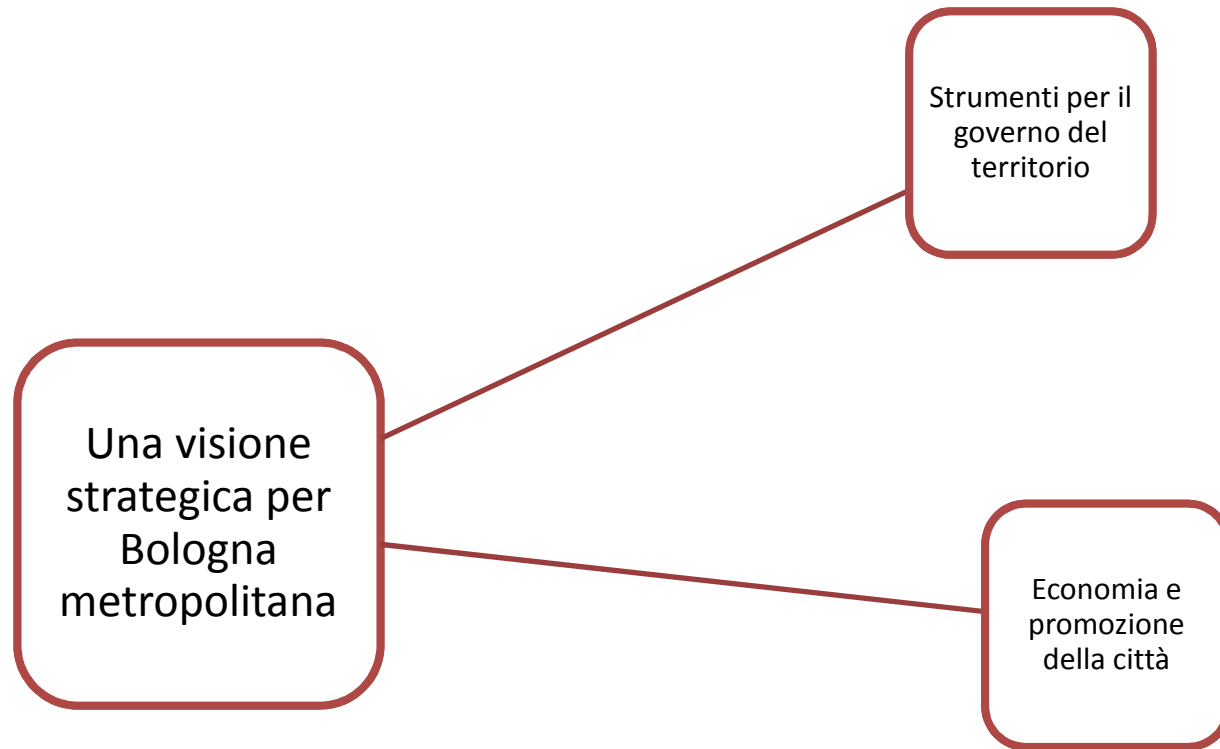 Strumenti per il
governo del
territorio
Una visione
strategica per
Bologna
metropolitana
Economia e
promozione
della città